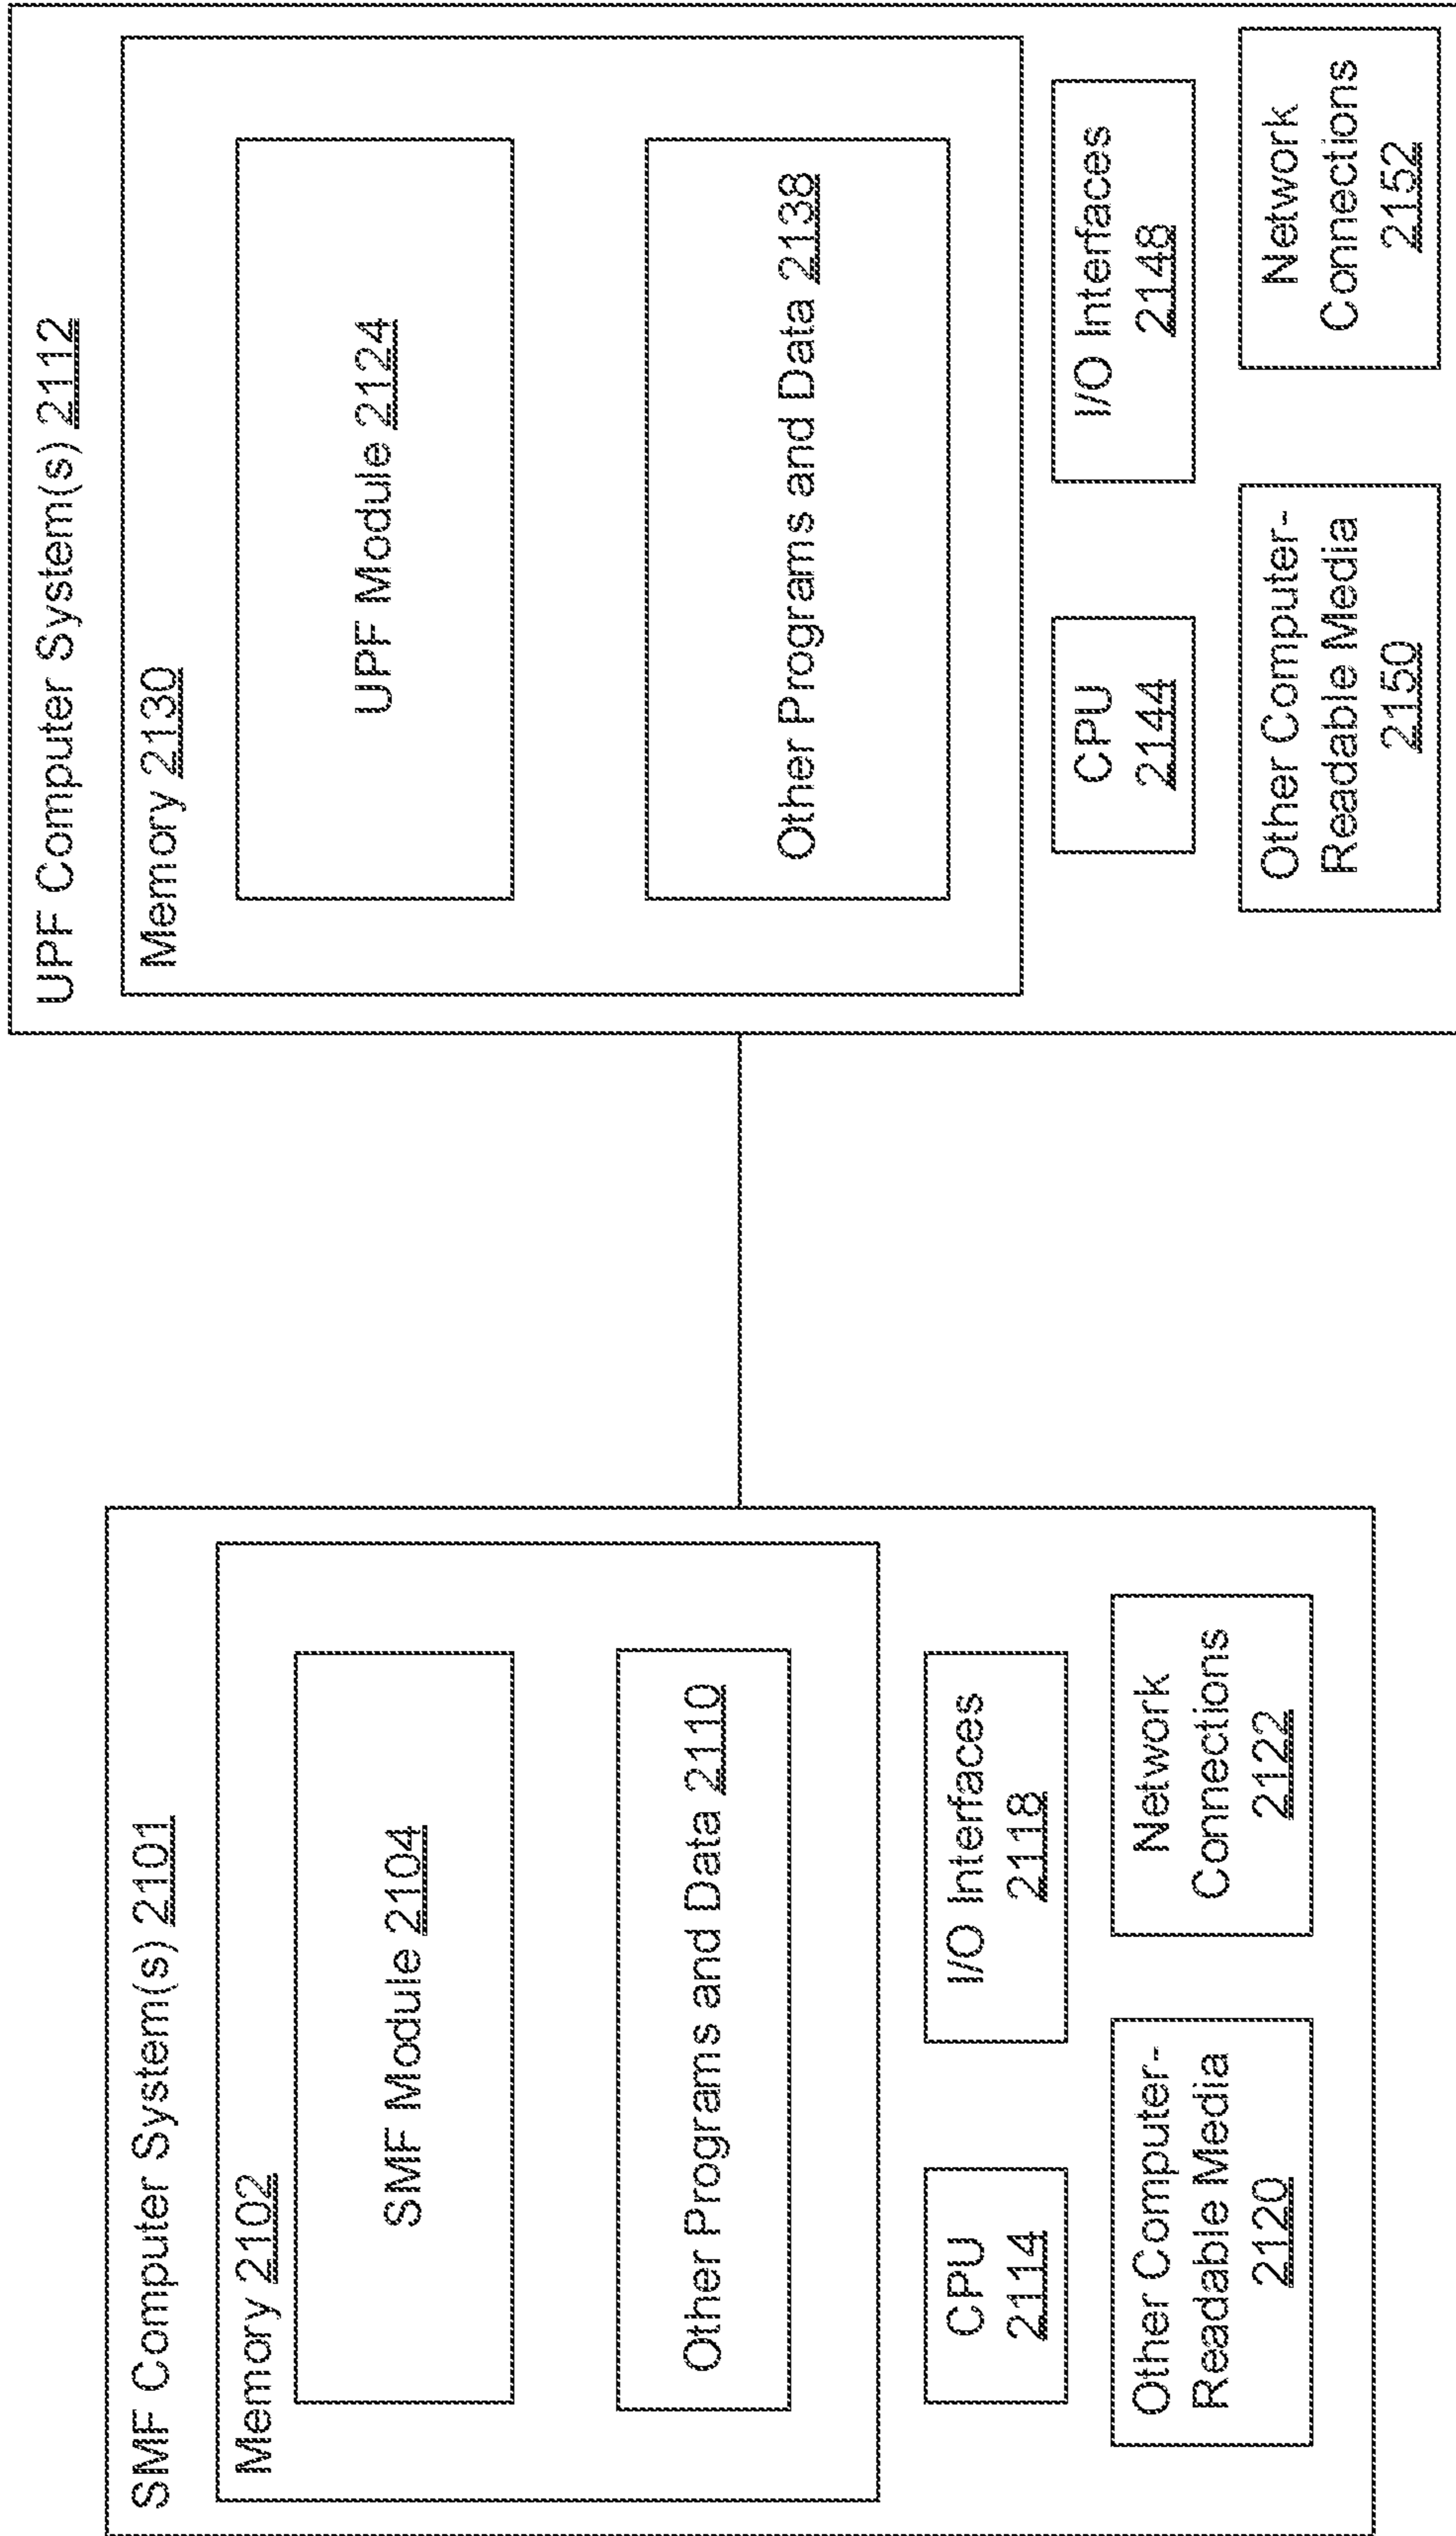 SMF Computer System(s) 2101
Memory 2102
SMF Module 2104
Other Programs and Data 2110
CPU
2114
I/O Interfaces
2118
Other Computer-
Readable Media
2120
Network
Connections
2122
UPF Computer System(s) 2112
Memory 2130
UPF Module 2124
Other Programs and Data 2138
CPU
2144
I/O Interfaces
2148
Other Computer-
Readable Media
2150
Network
Connections
2152